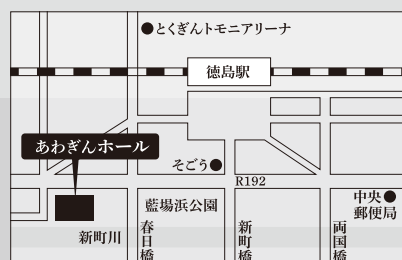 とくぎんトモニアリーナ
徳島駅
あわぎんホール
そごう
R192
藍場浜公園
中央
郵便局
新町川
春日橋
新町橋
両国橋